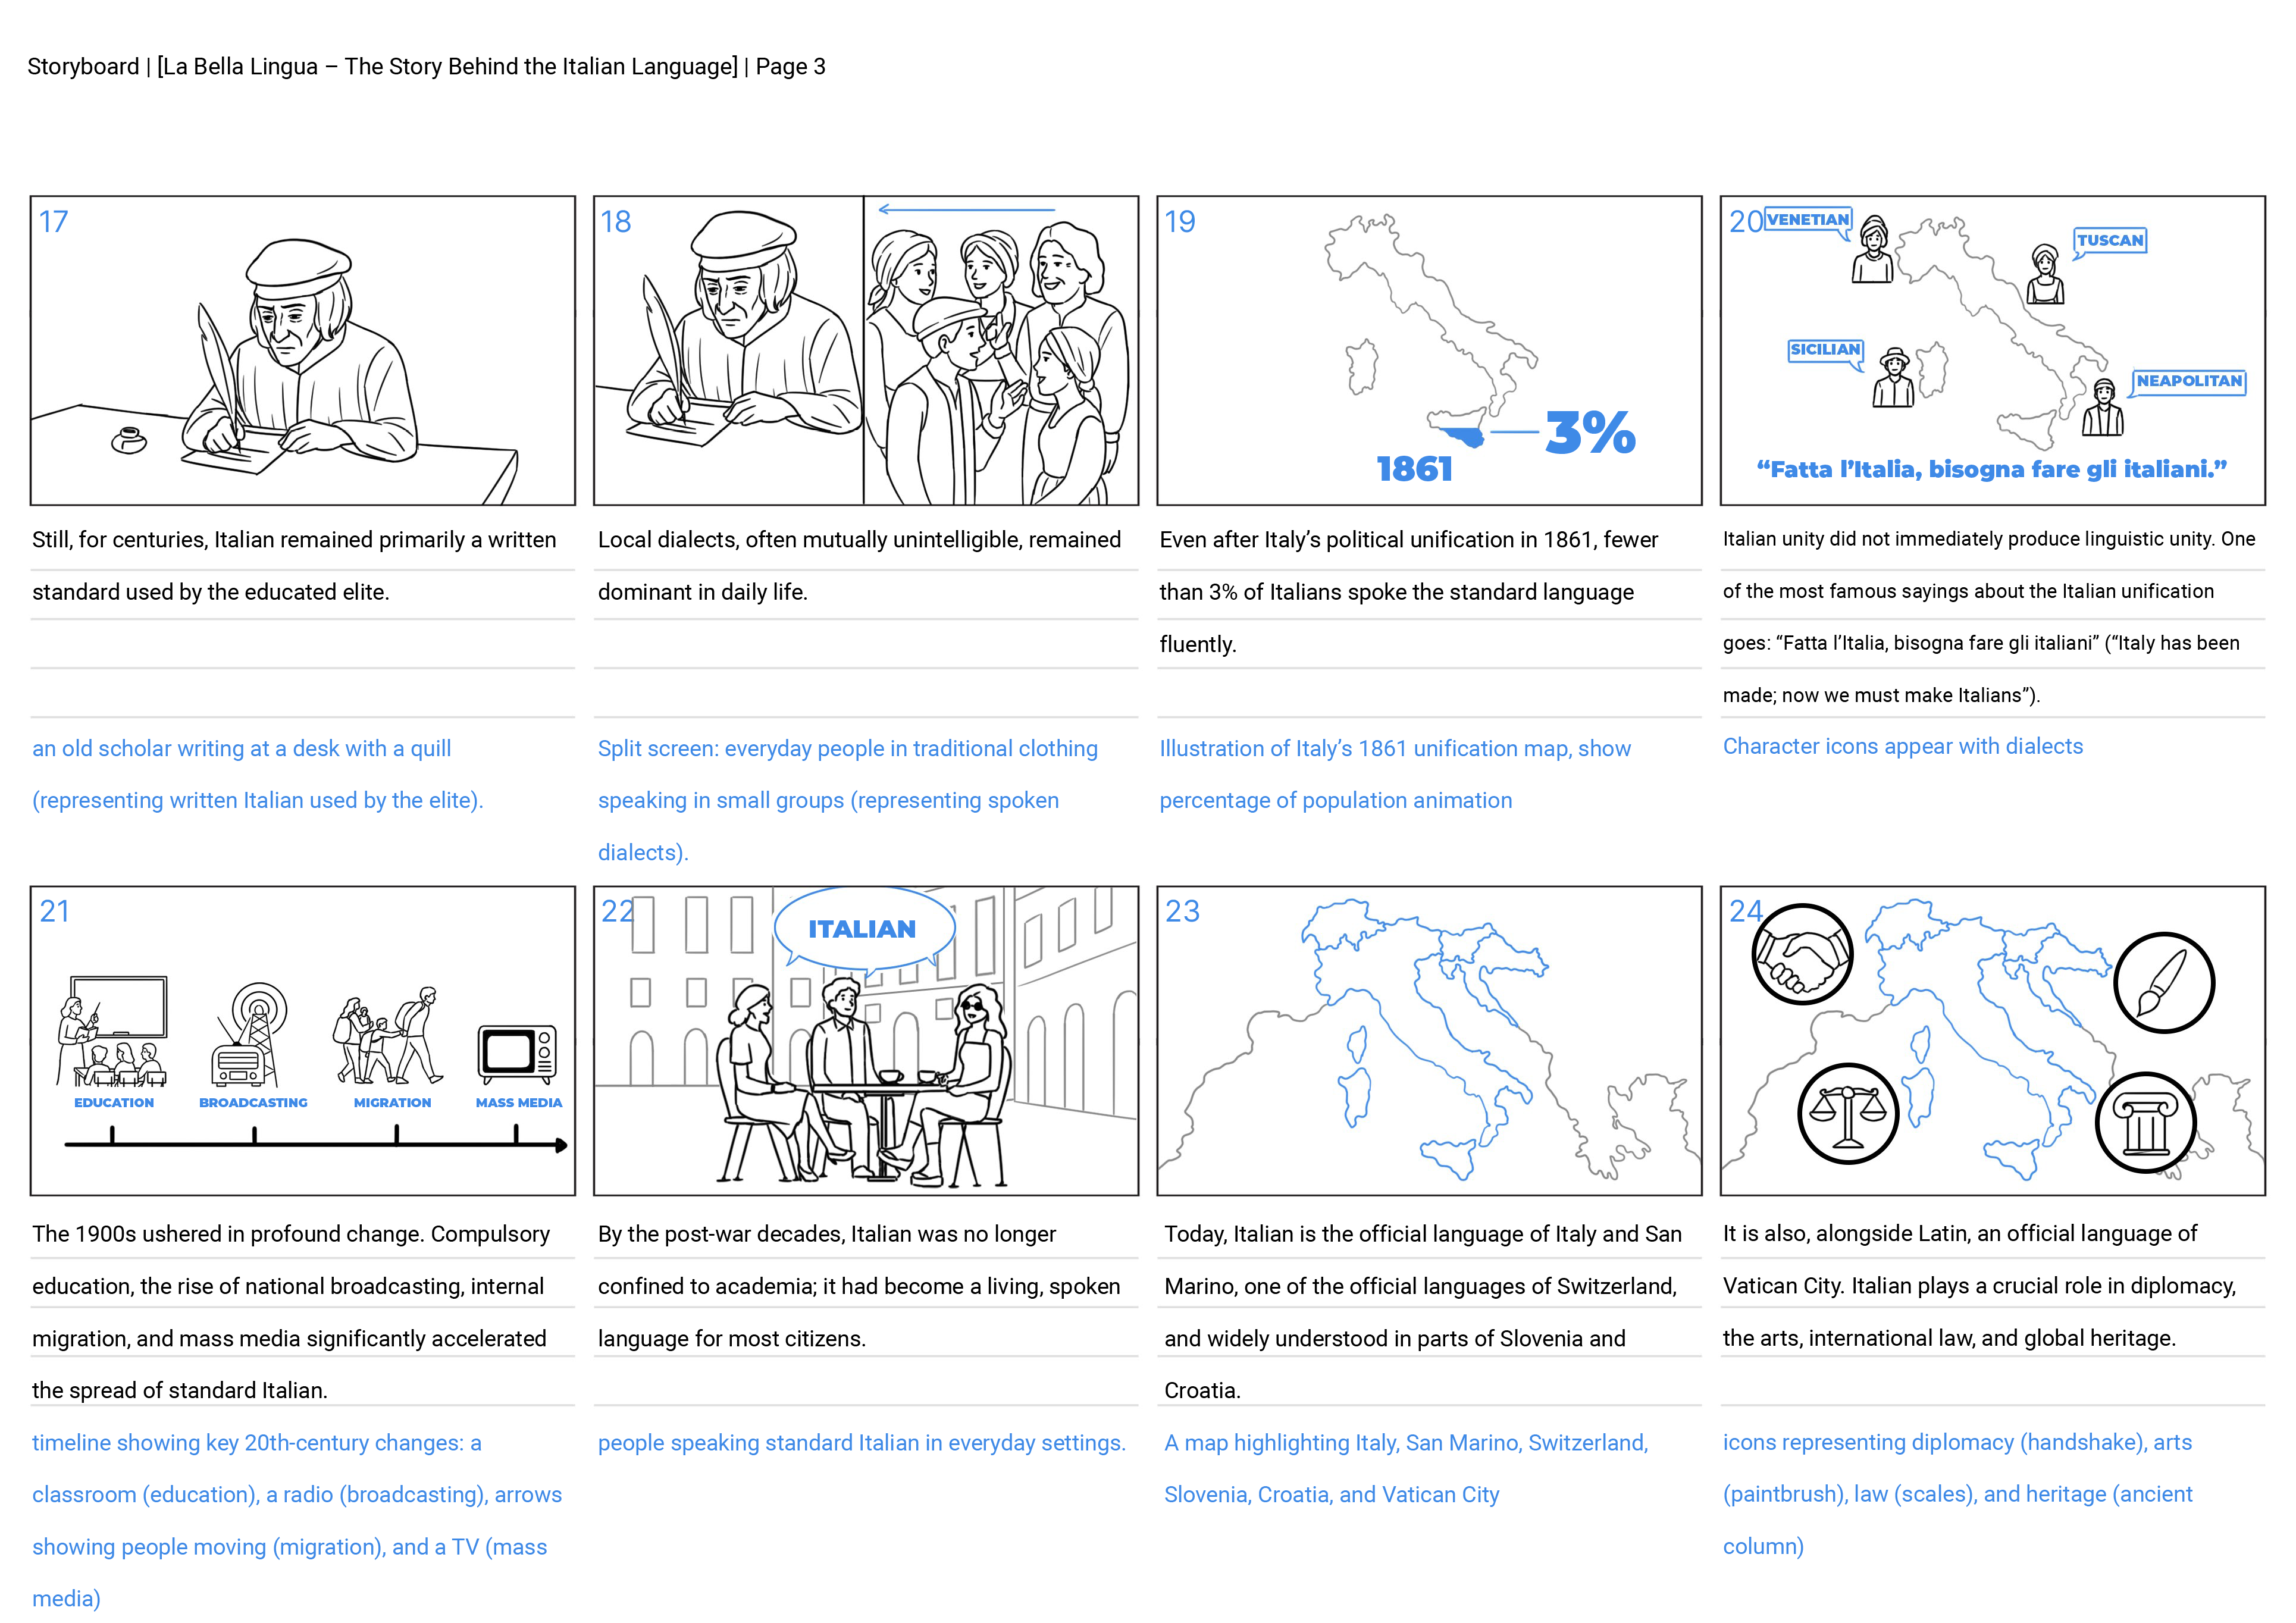 Storyboard | [La Bella Lingua – The Story Behind the Italian Language] | Page 3
17
Still, for centuries, Italian remained primarily a written
standard used by the educated elite.
an old scholar writing at a desk with a quill
(representing written Italian used by the elite).
18
Local dialects, often mutually unintelligible, remained
dominant in daily life.
Split screen: everyday people in traditional clothing
speaking in small groups (representing spoken
dialects).
19
3%
1861
Even after Italy’s political unification in 1861, fewer
than 3% of Italians spoke the standard language
fluently.
Illustration of Italy’s 1861 unification map, show
percentage of population animation
20
VENETIAN
TUSCAN
SICILIAN
NEAPOLITAN
“Fatta l’Italia, bisogna fare gli italiani.”
Italian unity did not immediately produce linguistic unity. One
of the most famous sayings about the Italian unification
goes: “Fatta l’Italia, bisogna fare gli italiani” (“Italy has been
made; now we must make Italians”).
Character icons appear with dialects
21
EDUCATION
BROADCASTING
MIGRATION
MASS MEDIA
The 1900s ushered in profound change. Compulsory
education, the rise of national broadcasting, internal
migration, and mass media significantly accelerated
the spread of standard Italian.
timeline showing key 20th-century changes: a
classroom (education), a radio (broadcasting), arrows
showing people moving (migration), and a TV (mass
media)
22
ITALIAN
By the post-war decades, Italian was no longer
confined to academia; it had become a living, spoken
language for most citizens.
people speaking standard Italian in everyday settings.
23
Today, Italian is the official language of Italy and San
Marino, one of the official languages of Switzerland,
and widely understood in parts of Slovenia and
Croatia.
A map highlighting Italy, San Marino, Switzerland,
Slovenia, Croatia, and Vatican City
24
It is also, alongside Latin, an official language of
Vatican City. Italian plays a crucial role in diplomacy,
the arts, international law, and global heritage.
icons representing diplomacy (handshake), arts
(paintbrush), law (scales), and heritage (ancient
column)